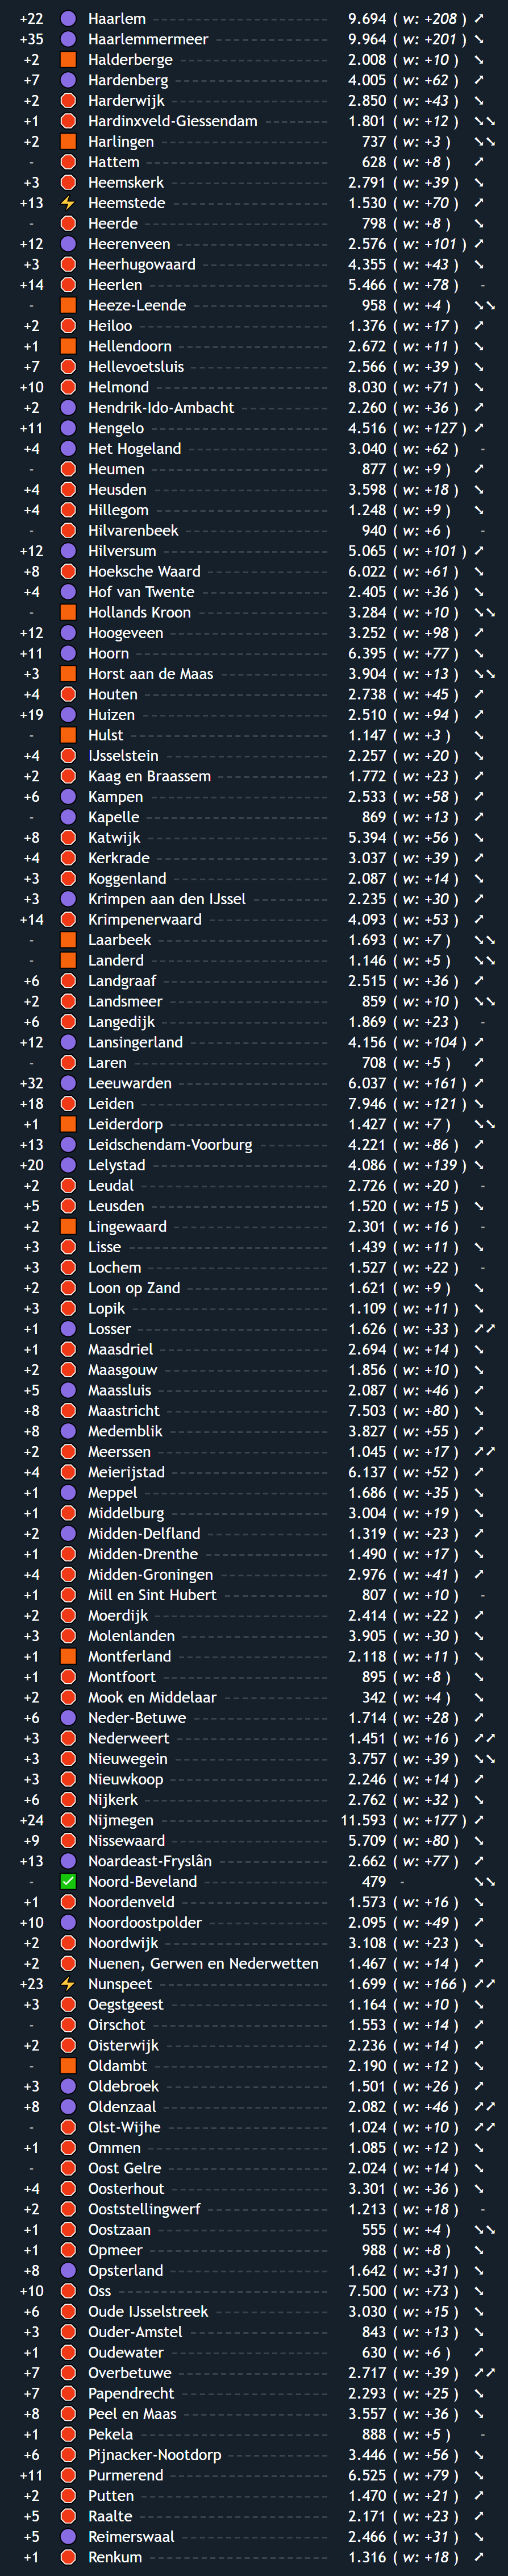 +22 Haarlem 9.694 ( w: +208 ) ➚
+35 Haarlemmermeer 9.964 ( w: +201 ) ➘
+2 Halderberge 2.008 ( w: +10 ) ➘
+7 Hardenberg 4.005 ( w: +62 ) ➚
+2 Harderwijk 2.850 ( w: +43 ) ➘
+1 Hardinxveld-Giessendam 1.801 ( w: +12 ) ➘➘
+2 Harlingen 737 ( w: +3 ) ➘➘
- Hattem 628 ( w: +8 ) ➚
+3 Heemskerk 2.791 ( w: +39 ) ➘
+13 Heemstede 1.530 ( w: +70 ) ➚
- Heerde 798 ( w: +8 ) ➘
+12 Heerenveen 2.576 ( w: +101 ) ➚
+3 Heerhugowaard 4.355 ( w: +43 ) ➘
+14 Heerlen 5.466 ( w: +78 ) -
- Heeze-Leende 958 ( w: +4 ) ➘➘
+2 Heiloo 1.376 ( w: +17 ) ➚
+1 Hellendoorn 2.672 ( w: +11 ) ➘
+7 Hellevoetsluis 2.566 ( w: +39 ) ➘
+10 Helmond 8.030 ( w: +71 ) ➘
+2 Hendrik-Ido-Ambacht 2.260 ( w: +36 ) ➚
+11 Hengelo 4.516 ( w: +127 ) ➚
+4 Het Hogeland 3.040 ( w: +62 ) -
- Heumen 877 ( w: +9 ) ➚
+4 Heusden 3.598 ( w: +18 ) ➘
+4 Hillegom 1.248 ( w: +9 ) ➘
- Hilvarenbeek 940 ( w: +6 ) -
+12 Hilversum 5.065 ( w: +101 ) ➚
+8 Hoeksche Waard 6.022 ( w: +61 ) ➘
+4 Hof van Twente 2.405 ( w: +36 ) ➘
- Hollands Kroon 3.284 ( w: +10 ) ➘➘
+12 Hoogeveen 3.252 ( w: +98 ) ➚
+11 Hoorn 6.395 ( w: +77 ) ➘
+3 Horst aan de Maas 3.904 ( w: +13 ) ➘➘
+4 Houten 2.738 ( w: +45 ) ➚
+19 Huizen 2.510 ( w: +94 ) ➚
- Hulst 1.147 ( w: +3 ) ➘
+4 IJsselstein 2.257 ( w: +20 ) ➘
+2 Kaag en Braassem 1.772 ( w: +23 ) ➚
+6 Kampen 2.533 ( w: +58 ) ➚
- Kapelle 869 ( w: +13 ) ➚
+8 Katwijk 5.394 ( w: +56 ) ➘
+4 Kerkrade 3.037 ( w: +39 ) ➚
+3 Koggenland 2.087 ( w: +14 ) ➘
+3 Krimpen aan den IJssel 2.235 ( w: +30 ) ➚
+14 Krimpenerwaard 4.093 ( w: +53 ) ➚
- Laarbeek 1.693 ( w: +7 ) ➘➘
- Landerd 1.146 ( w: +5 ) ➘➘
+6 Landgraaf 2.515 ( w: +36 ) ➚
+2 Landsmeer 859 ( w: +10 ) ➘➘
+6 Langedijk 1.869 ( w: +23 ) -
+12 Lansingerland 4.156 ( w: +104 ) ➚
- Laren 708 ( w: +5 ) ➚
+32 Leeuwarden 6.037 ( w: +161 ) ➚
+18 Leiden 7.946 ( w: +121 ) ➘
+1 Leiderdorp 1.427 ( w: +7 ) ➘➘
+13 Leidschendam-Voorburg 4.221 ( w: +86 ) ➚
+20 Lelystad 4.086 ( w: +139 ) ➘
+2 Leudal 2.726 ( w: +20 ) -
+5 Leusden 1.520 ( w: +15 ) ➘
+2 Lingewaard 2.301 ( w: +16 ) -
+3 Lisse 1.439 ( w: +11 ) ➘
+3 Lochem 1.527 ( w: +22 ) -
+2 Loon op Zand 1.621 ( w: +9 ) ➘
+3 Lopik 1.109 ( w: +11 ) ➘
+1 Losser 1.626 ( w: +33 ) ➚➚
+1 Maasdriel 2.694 ( w: +14 ) ➘
+2 Maasgouw 1.856 ( w: +10 ) ➘
+5 Maassluis 2.087 ( w: +46 ) ➚
+8 Maastricht 7.503 ( w: +80 ) ➘
+8 Medemblik 3.827 ( w: +55 ) ➚
+2 Meerssen 1.045 ( w: +17 ) ➚➚
+4 Meierijstad 6.137 ( w: +52 ) ➚
+1 Meppel 1.686 ( w: +35 ) ➘
+1 Middelburg 3.004 ( w: +19 ) ➘
+2 Midden-Delfland 1.319 ( w: +23 ) ➚
+1 Midden-Drenthe 1.490 ( w: +17 ) ➘
+4 Midden-Groningen 2.976 ( w: +41 ) ➚
+1 Mill en Sint Hubert 807 ( w: +10 ) -
+2 Moerdijk 2.414 ( w: +22 ) ➚
+3 Molenlanden 3.905 ( w: +30 ) ➘
+1 Montferland 2.118 ( w: +11 ) ➘
+1 Montfoort 895 ( w: +8 ) ➘
+2 Mook en Middelaar 342 ( w: +4 ) ➘
+6 Neder-Betuwe 1.714 ( w: +28 ) ➚
+3 Nederweert 1.451 ( w: +16 ) ➚➚
+3 Nieuwegein 3.757 ( w: +39 ) ➘➘
+3 Nieuwkoop 2.246 ( w: +14 ) ➚
+6 Nijkerk 2.762 ( w: +32 ) ➘
+24 Nijmegen 11.593 ( w: +177 ) ➚
+9 Nissewaard 5.709 ( w: +80 ) ➘
+13 Noardeast-Fryslân 2.662 ( w: +77 ) ➚
- Noord-Beveland 479 - ➘➘
+1 Noordenveld 1.573 ( w: +16 ) ➘
+10 Noordoostpolder 2.095 ( w: +49 ) ➚
+2 Noordwijk 3.108 ( w: +23 ) ➘
+2 Nuenen, Gerwen en Nederwetten 1.467 ( w: +14 ) ➚
+23 Nunspeet 1.699 ( w: +166 ) ➚➚
+3 Oegstgeest 1.164 ( w: +10 ) ➘
- Oirschot 1.553 ( w: +14 ) ➚
+2 Oisterwijk 2.236 ( w: +14 ) ➚
- Oldambt 2.190 ( w: +12 ) ➘
+3 Oldebroek 1.501 ( w: +26 ) ➚
+8 Oldenzaal 2.082 ( w: +46 ) ➚➚
- Olst-Wijhe 1.024 ( w: +10 ) ➚➚
+1 Ommen 1.085 ( w: +12 ) ➘
- Oost Gelre 2.024 ( w: +14 ) ➘
+4 Oosterhout 3.301 ( w: +36 ) ➘
+2 Ooststellingwerf 1.213 ( w: +18 ) -
+1 Oostzaan 555 ( w: +4 ) ➘➘
+1 Opmeer 988 ( w: +8 ) ➘
+8 Opsterland 1.642 ( w: +31 ) ➘
+10 Oss 7.500 ( w: +73 ) ➘
+6 Oude IJsselstreek 3.030 ( w: +15 ) ➘
+3 Ouder-Amstel 843 ( w: +13 ) ➘
+1 Oudewater 630 ( w: +6 ) ➚
+7 Overbetuwe 2.717 ( w: +39 ) ➚➚
+7 Papendrecht 2.293 ( w: +25 ) ➘
+8 Peel en Maas 3.557 ( w: +36 ) ➘
+1 Pekela 888 ( w: +5 ) -
+6 Pijnacker-Nootdorp 3.446 ( w: +56 ) ➘
+11 Purmerend 6.525 ( w: +79 ) ➘
+2 Putten 1.470 ( w: +21 ) ➚
+5 Raalte 2.171 ( w: +23 ) ➚
+5 Reimerswaal 2.466 ( w: +31 ) ➘
+1 Renkum 1.316 ( w: +18 ) ➚